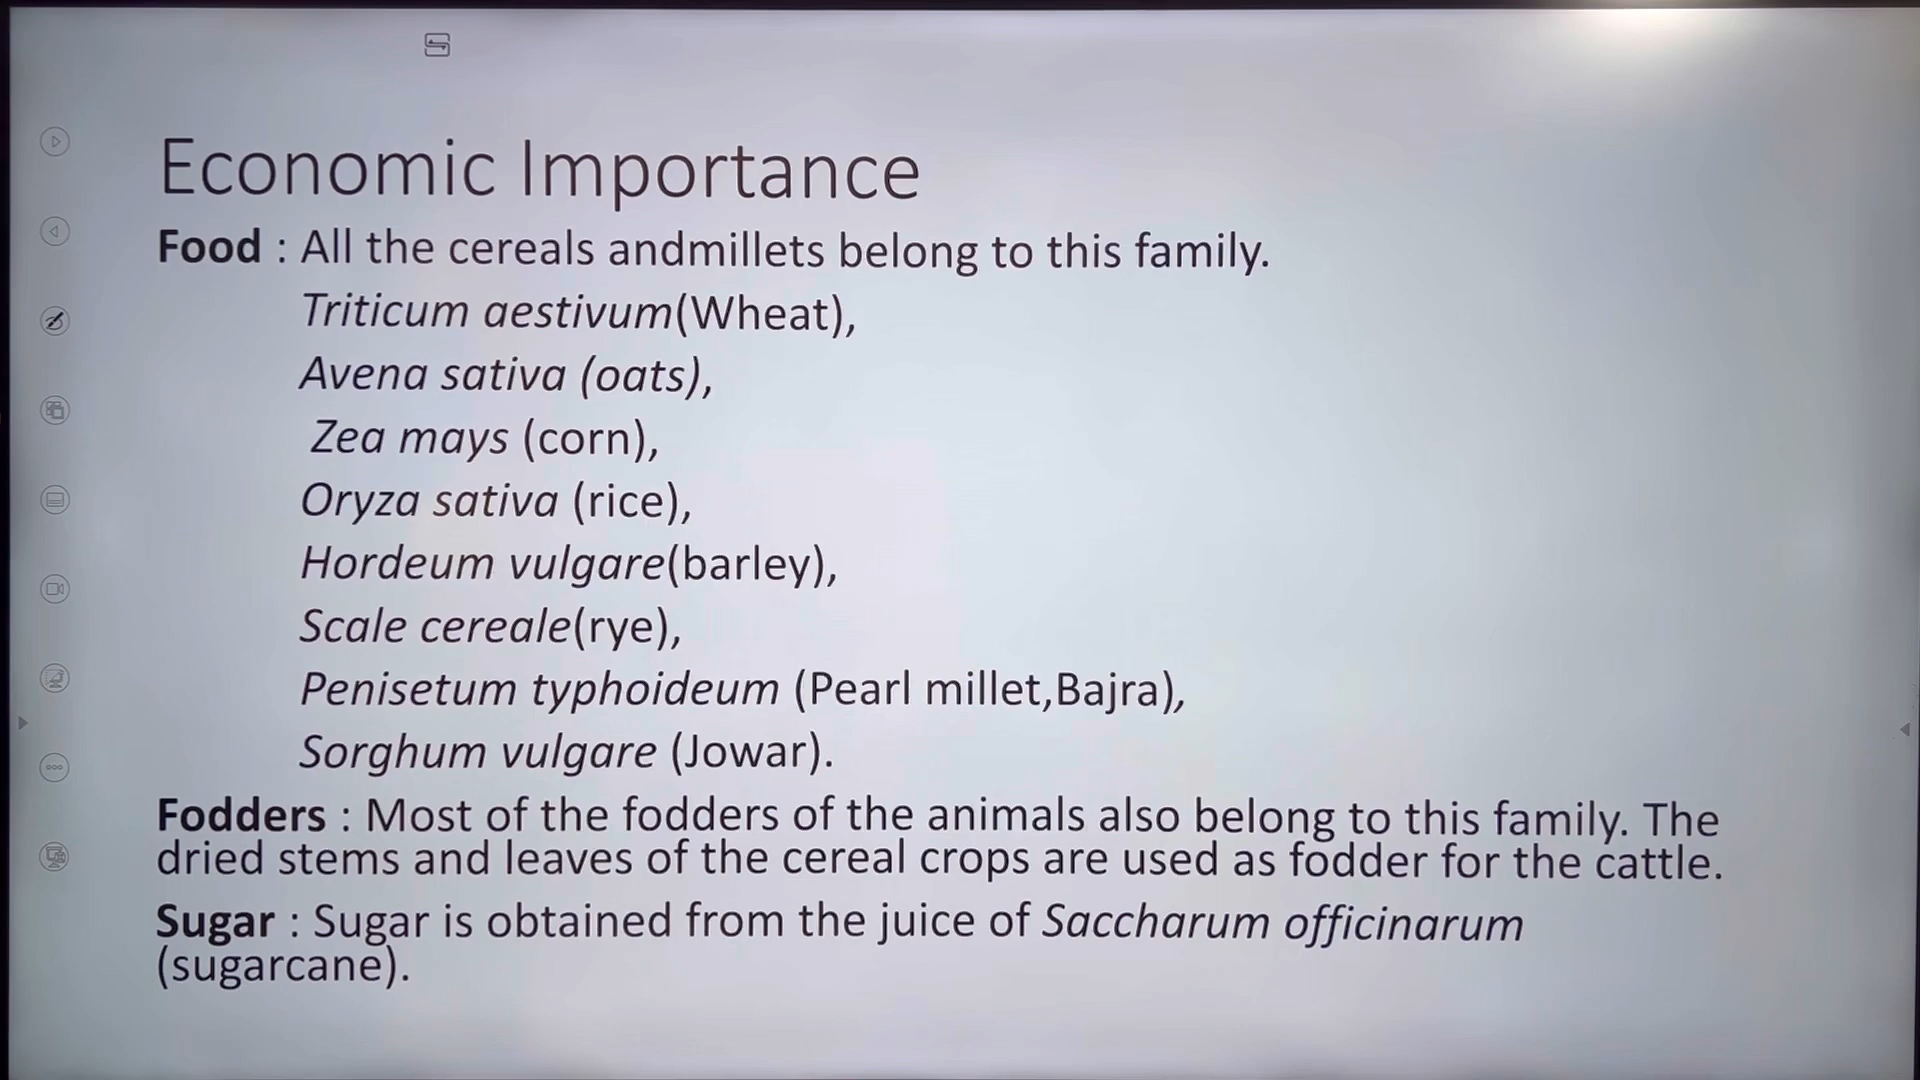 Economic Importance
Food : All the cereals andmillets belong to this family.
Triticum aestivum(Wheat),
Avena sativa (oats),
Zea mays (corn),
Oryza sativa (rice),
Hordeum vulgare(barley),
Scale cereale(rye),
Penisetum typhoideum (Pearl millet,Bajra),
Sorghum vulgare (Jowar).
Fodders : Most of the fodders of the animals also belong to this family. The
dried stems and leaves of the cereal crops are used as fodder for the cattle.
Sugar : Sugar is obtained from the juice of Saccharum officinarum
(sugarcane).